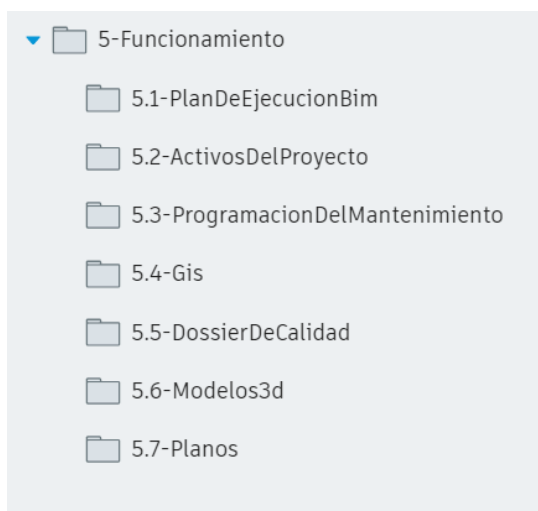 5-Funcionamiento
5.1-PlanDeEjecucionBim
5.2-ActivosDelProyecto
5.3-ProgramacionDelMantenimiento
5.4-Gis
5.5-DossierDeCalidad
5.6-Modelos3d
5.7-Planos